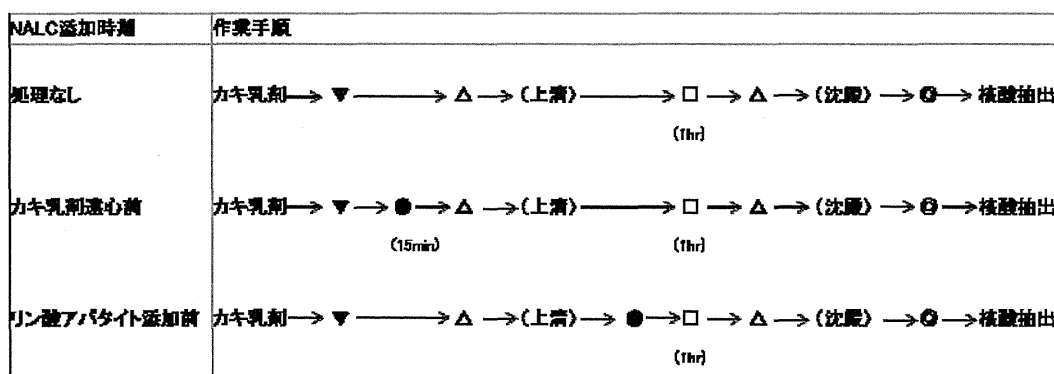 NALC添加時期 作業手順
処理なし カキ乳剤→ ▼ → △ →(上清)→ □ → △ →(沈殿)→ ◎→ 核酸抽出
(1hr)
カキ乳剤遠心前 カキ乳剤→ ▼ → ● → △ →(上清)→ □ → △ →(沈殿)→ ◎ →核酸抽出
(15min) (1hr)
リン酸アパタイト添加前 カキ乳剤→ ▼ → △ →(上清)→ ● →□ → △ →(沈殿)→◎→核酸抽出
(1hr)